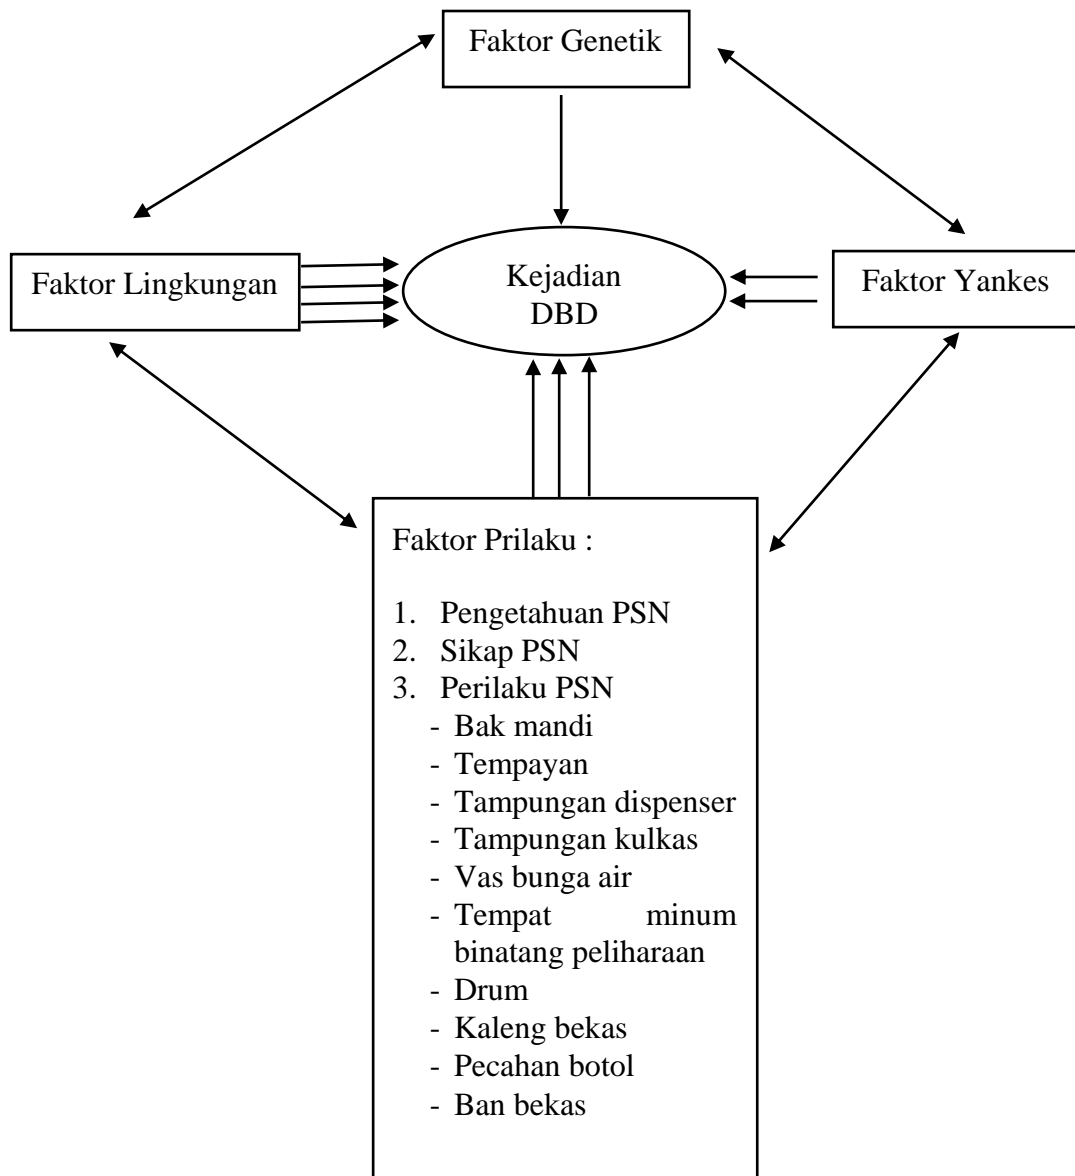 Faktor Genetik
Faktor Lingkungan
Kejadian
DBD
Faktor Yankes
Faktor Prilaku :
1. Pengetahuan PSN
2. Sikap PSN
3. Perilaku PSN
- Bak mandi
- Tempayan
- Tampungan dispenser
- Tampungan kulkas
- Vas bunga air
- Tempat minum
binatang peliharaan
- Drum
- Kaleng bekas
- Pecahan botol
- Ban bekas